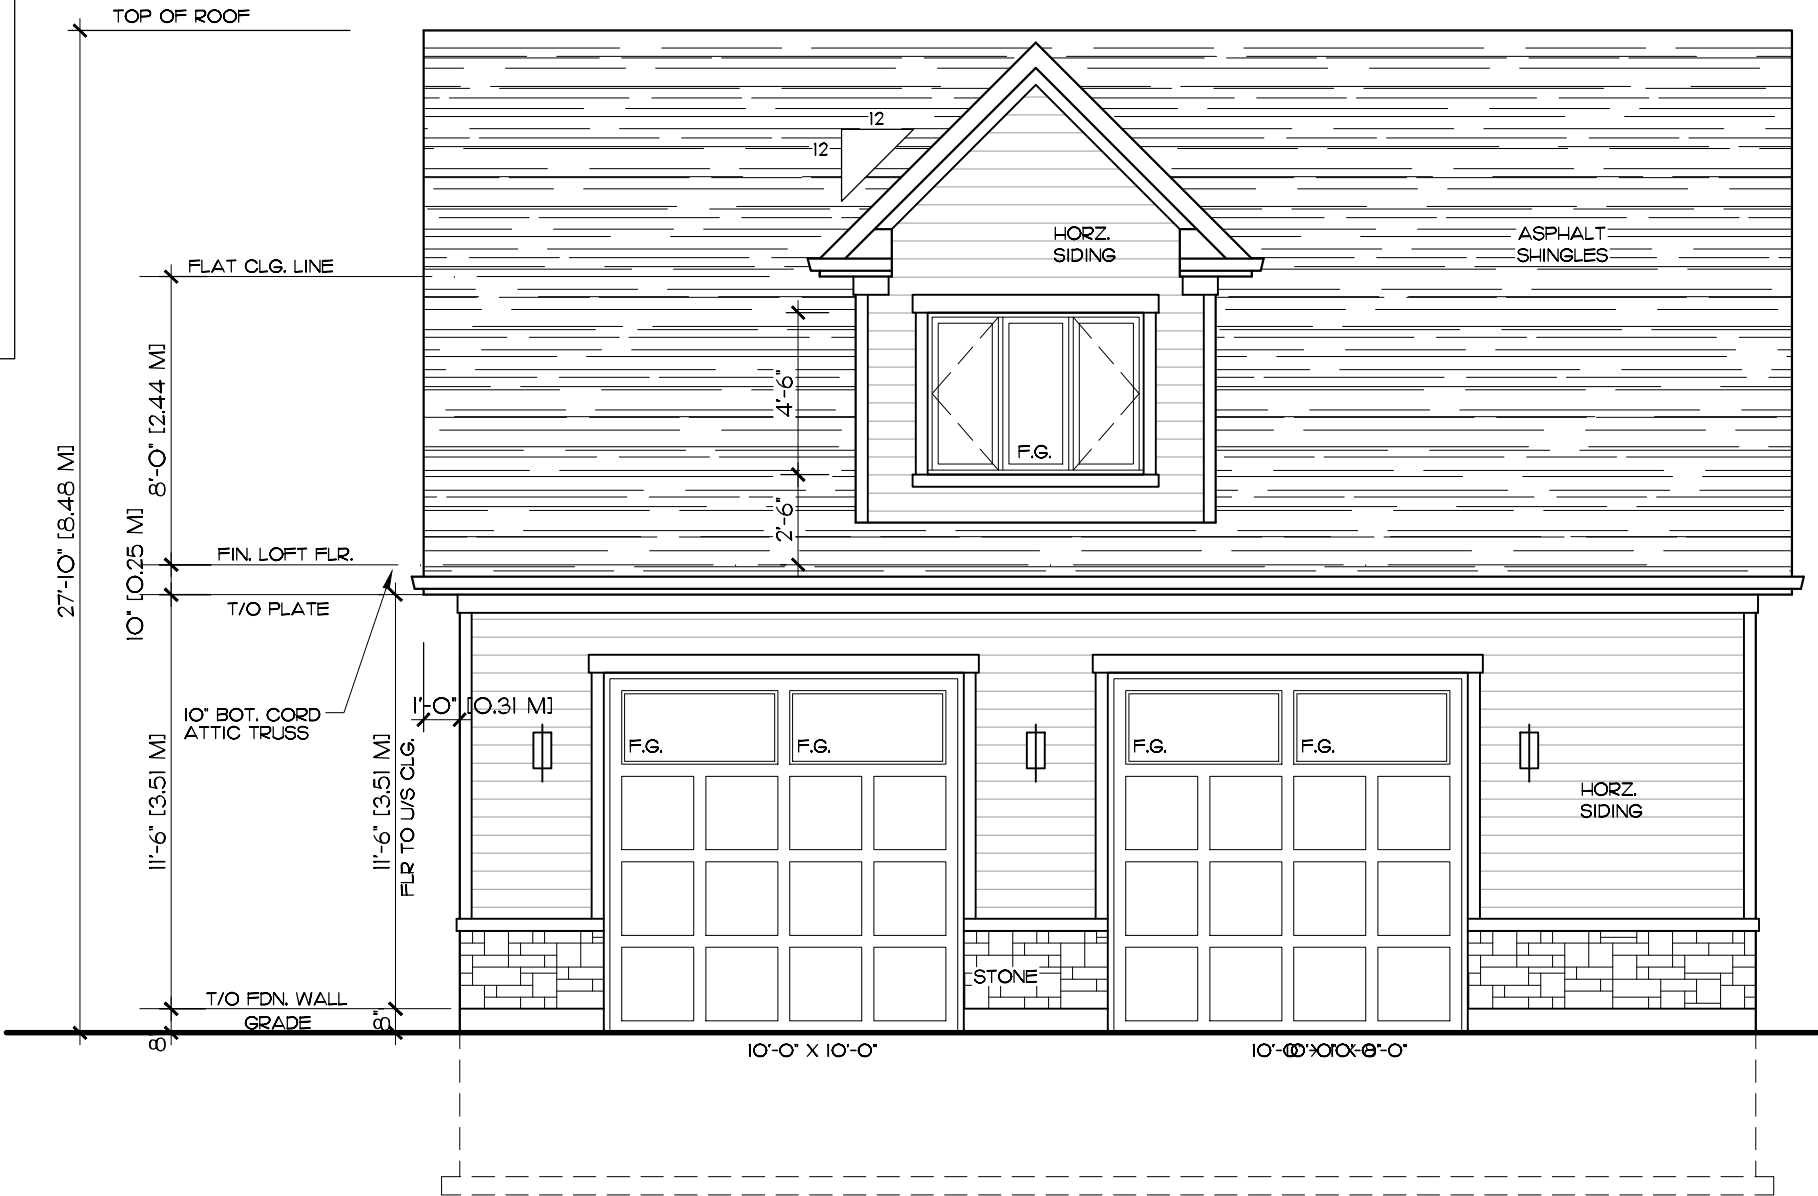 TOP OF ROOF
12
12
HORZ.
SIDING
ASPHALT
SHINGLES
FLAT CLG. LINE
8'-0" [2.44 M]
4'-6"
F.G.
27'-10" [8.48 M]
2'-6"
10" [0.25 M]
FIN. LOFT FLR.
T/O PLATE
1'-0" [0.31 M]
10" BOT. CORD
ATTIC TRUSS
F.G.
F.G.
F.G.
F.G.
11'-6" [3.51 M]
11'-6" [3.51 M]
FLR TO U/S CLG.
HORZ.
SIDING
STONE
T/O FDN. WALL
GRADE
8"
8"
10'-0" X 10'-0"